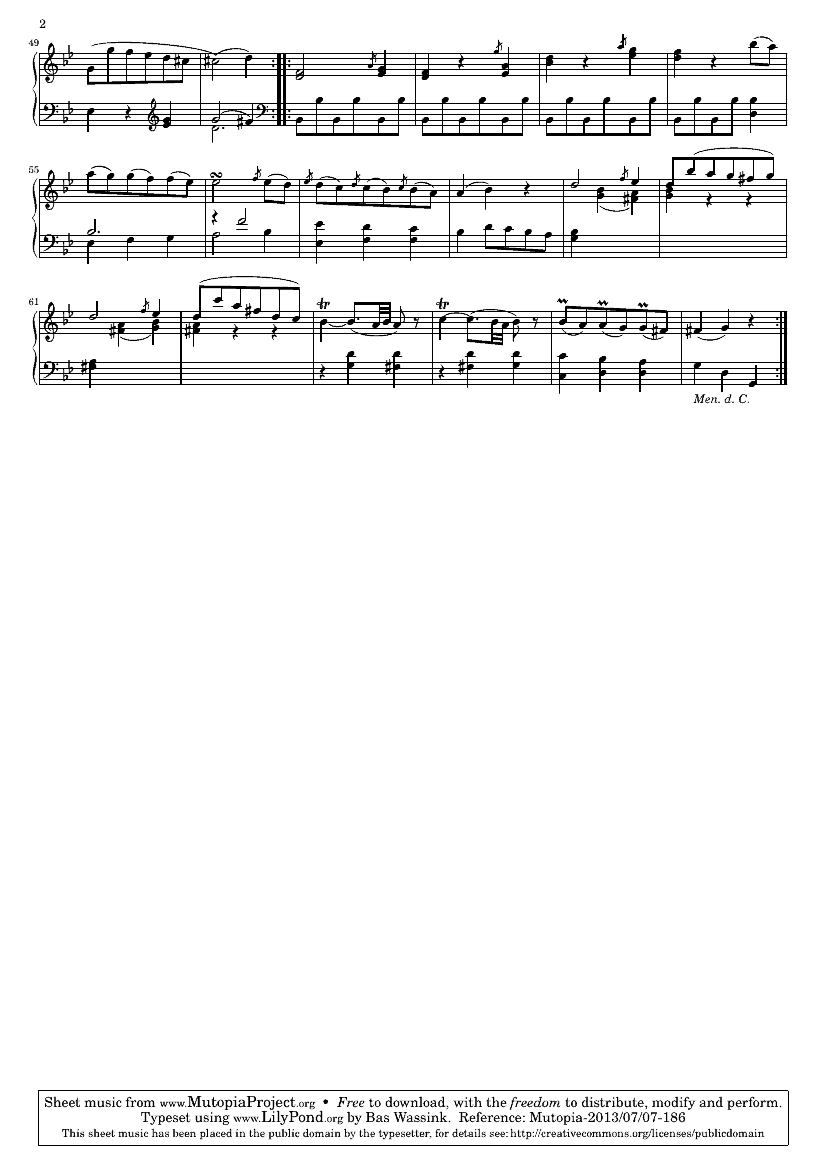 2
49
55
61
Men. d. C.
Sheet music from www.MutopiaProject.org • Free to download, with the freedom to distribute, modify and perform.
Typeset using www.LilyPond.org by Bas Wassink. Reference: Mutopia-2013/07/07-186
This sheet music has been placed in the public domain by the typesetter, for details see: http://creativecommons.org/licenses/publicdomain